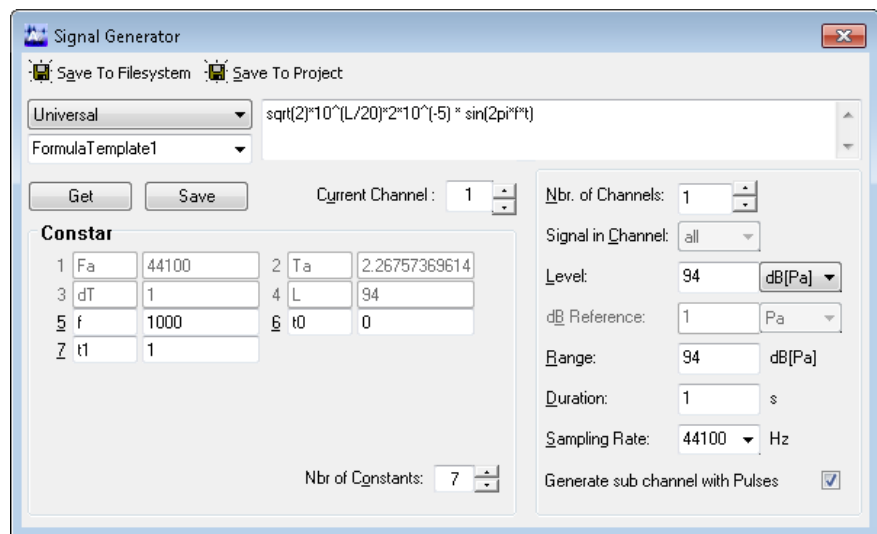 Signal Generator
Save To Filesystem Save To Project
Universal
sqrt(2)*10^(L/20)*2*10^(-5) * sin(2pi*f*t)
FormulaTemplate1
Get Save Current Channel : 1
Constar
1 Fa 44100 2 Ta 2.26757369614
3 dT 1 4 L 94
5 f 1000 6 t0 0
7 t1 1
Nbr of Constants: 7
Nbr. of Channels: 1
Signal in Channel: all
Level: 94 dB[Pa]
dB Reference: 1 Pa
Range: 94 dB[Pa]
Duration: 1 s
Sampling Rate: 44100 Hz
Generate sub channel with Pulses